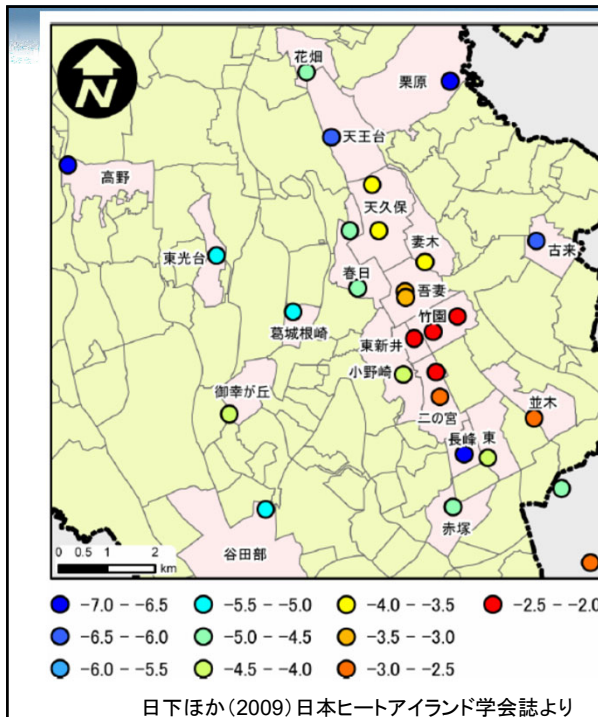 N
花畑
栗原
天王台
高野
天久保
妻木
古来
東光台
春日
吾妻
竹園
葛城根崎
東新井
小野崎
御幸が丘
二の宮
並木
長峰
東
赤塚
谷田部
0 0.5 1 2
km
-7.0 - -6.5 -5.5 - -5.0 -4.0 - -3.5 -2.5 - -2.0
-6.5 - -6.0 -5.0 - -4.5 -3.5 - -3.0
-6.0 - -5.5 -4.5 - -4.0 -3.0 - -2.5
日下ほか(2009)日本ヒートアイランド学会誌より